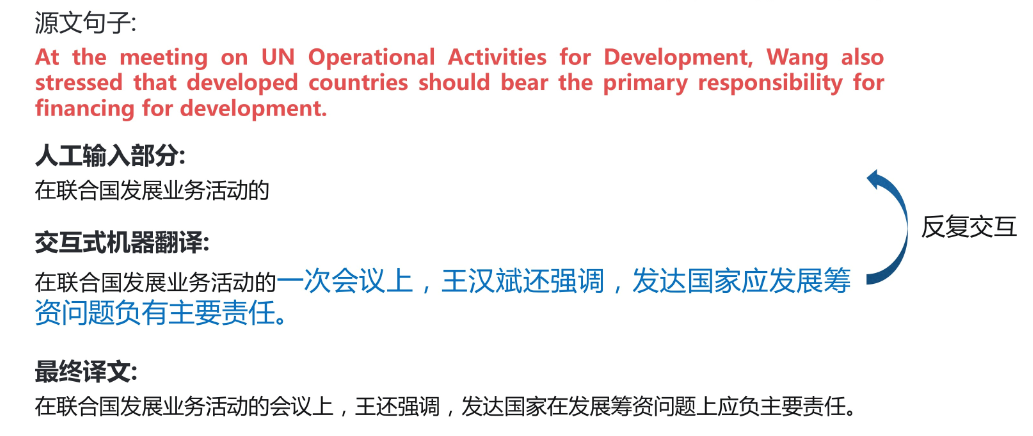 源文句子:
At the meeting on UN Operational Activities for Development, Wang also
stressed that developed countries should bear the primary responsibility for
financing for development.
人工输入部分:
在联合国发展业务活动的
反复交互
交互式机器翻译:
在联合国发展业务活动的一次会议上，王汉斌还强调，发达国家应发展筹
资问题负有主要责任。
最终译文:
在联合国发展业务活动的会议上，王还强调，发达国家在发展筹资问题上应负主要责任。